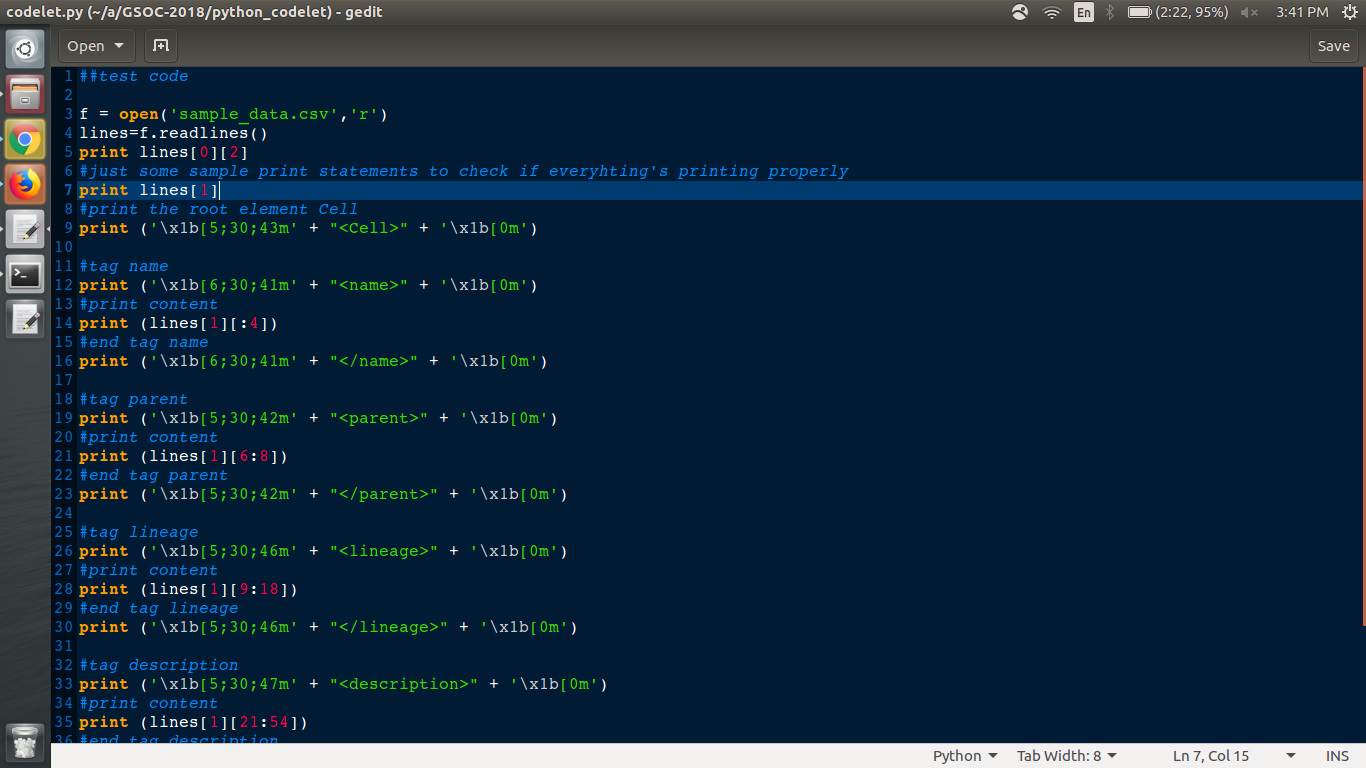 codelet.py (~/a/GSOC-2018/python_codelet) - gedit
En
(2:22, 95%)
3:41 PM
Open
Save
1 ##test code
2
3 f = open('sample_data.csv','r')
4 lines=f.readlines()
5 print lines[0][2]
6 #just some sample print statements to check if everyhting's printing properly
7 print lines[1]
8 #print the root element Cell
9 print ('\x1b[5;30;43m' + "<Cell>" + '\x1b[0m')
10
11 #tag name
12 print ('\x1b[6;30;41m' + "<name>" + '\x1b[0m')
13 #print content
14 print (lines[1][:4])
15 #end tag name
16 print ('\x1b[6;30;41m' + "</name>" + '\x1b[0m')
17
18 #tag parent
19 print ('\x1b[5;30;42m' + "<parent>" + '\x1b[0m')
20 #print content
21 print (lines[1][6:8])
22 #end tag parent
23 print ('\x1b[5;30;42m' + "</parent>" + '\x1b[0m')
24
25 #tag lineage
26 print ('\x1b[5;30;46m' + "<lineage>" + '\x1b[0m')
27 #print content
28 print (lines[1][9:18])
29 #end tag lineage
30 print ('\x1b[5;30;46m' + "</lineage>" + '\x1b[0m')
31
32 #tag description
33 print ('\x1b[5;30;47m' + "<description>" + '\x1b[0m')
34 #print content
35 print (lines[1][21:54])
36 #end tag description
Python
Tab Width: 8
Ln 7, Col 15
INS